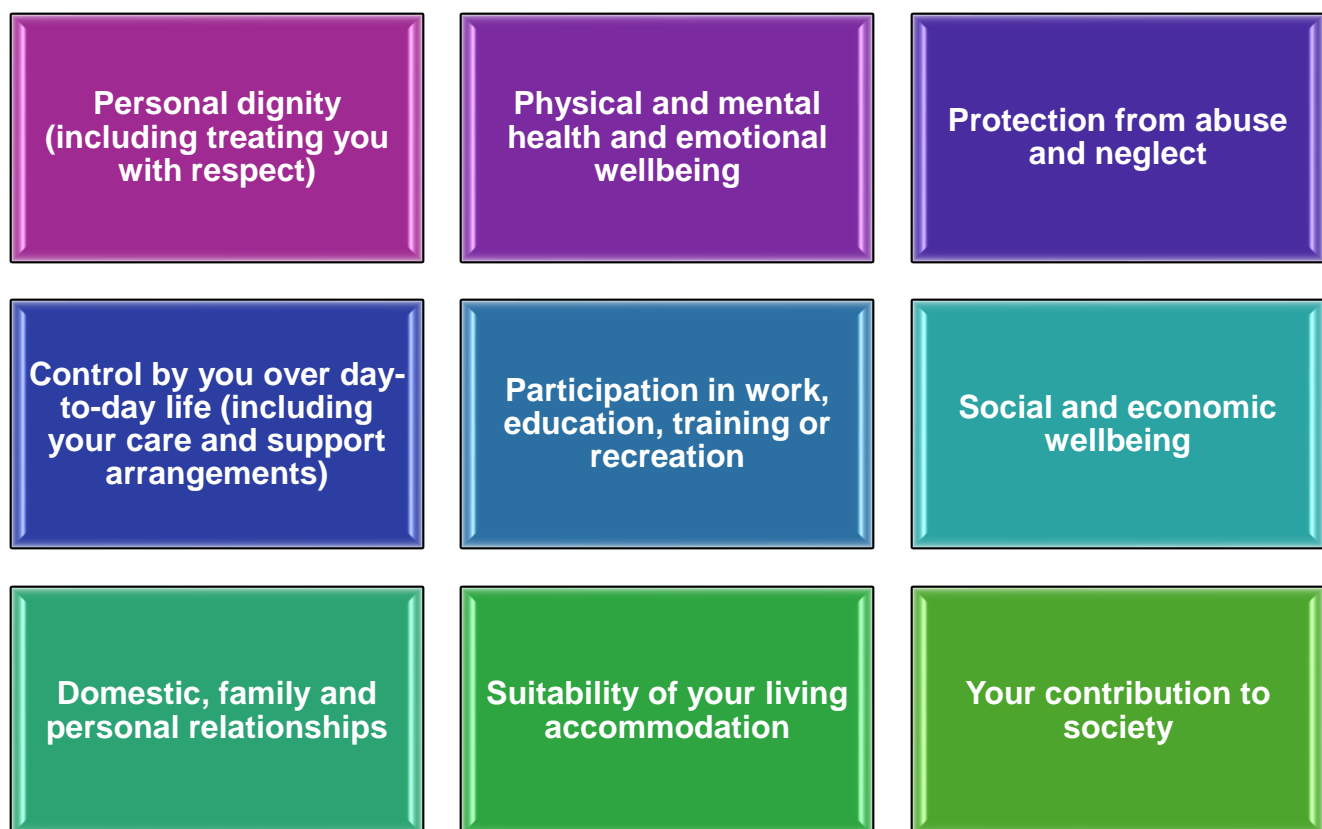 Personal dignity
(including treating you
with respect)
Physical and mental
health and emotional
wellbeing
Protection from abuse
and neglect
Control by you over day-
to-day life (including
your care and support
arrangements)
Participation in work,
education, training or
recreation
Social and economic
wellbeing
Domestic, family and
personal relationships
Suitability of your living
accommodation
Your contribution to
society